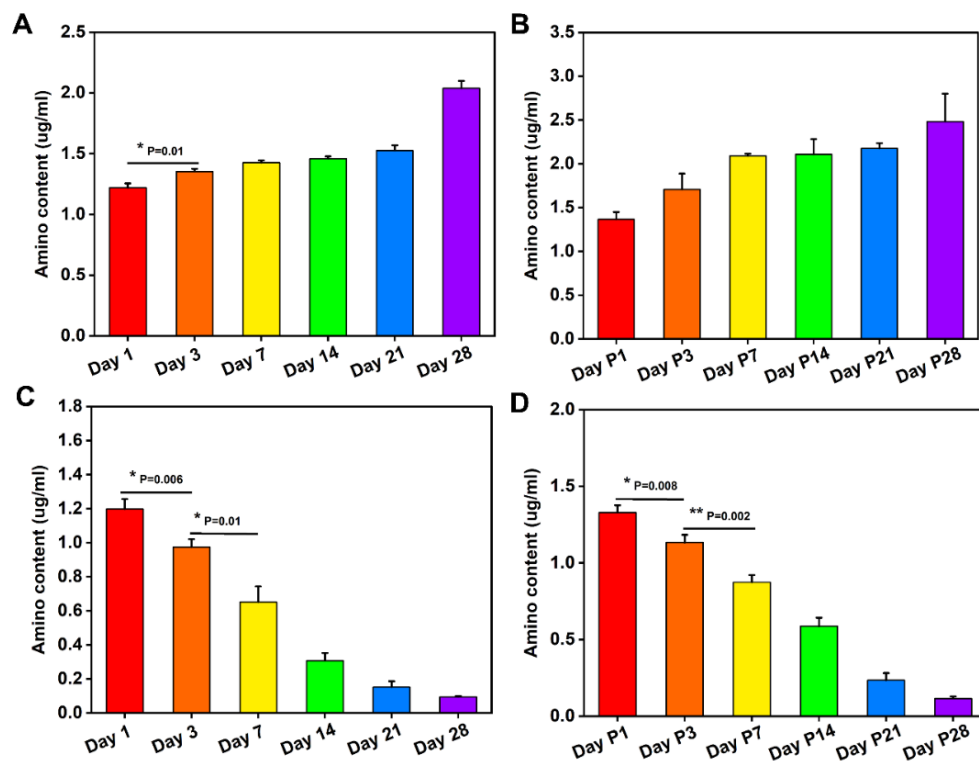 A
Amino content (ug/ml)
2.5
2.0
1.5
1.0
0.5
0.0
* P=0.01
Day 1
Day 3
Day 7
Day 14
Day 21
Day 28
B
Amino content (ug/ml)
3.5
3.0
2.5
2.0
1.5
1.0
0.5
0.0
Day P1
Day P3
Day P7
Day P14
Day P21
Day P28
C
Amino content (ug/ml)
1.8
1.6
1.4
1.2
1.0
0.8
0.6
0.4
0.2
0.0
* P=0.006
* P=0.01
Day 1
Day 3
Day 7
Day 14
Day 21
Day 28
D
Amino content (ug/ml)
2.0
1.5
1.0
0.5
0.0
* P=0.008
** P=0.002
Day P1
Day P3
Day P7
Day P14
Day P21
Day P28